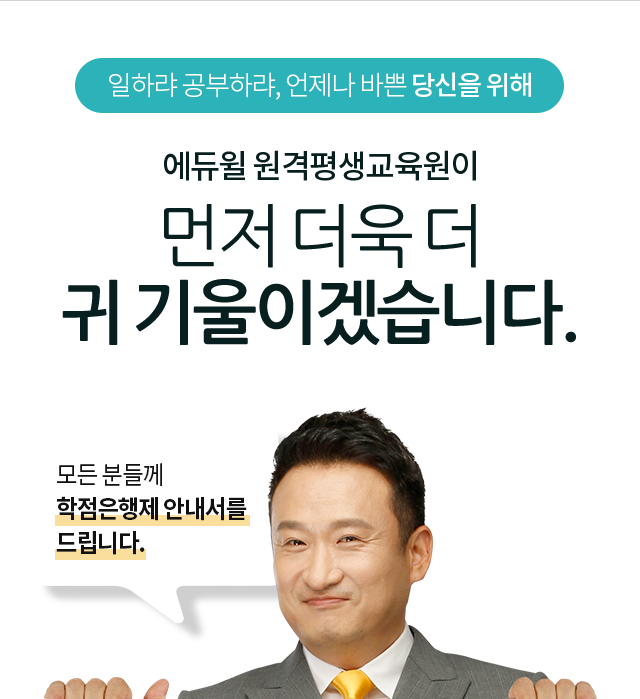 일하랴 공부하랴, 언제나 바쁜 당신을 위해
에듀윌 원격평생교육원이
먼저 더욱 더
귀 기울이겠습니다.
모든 분들께
학점은행제 안내서를
드립니다.